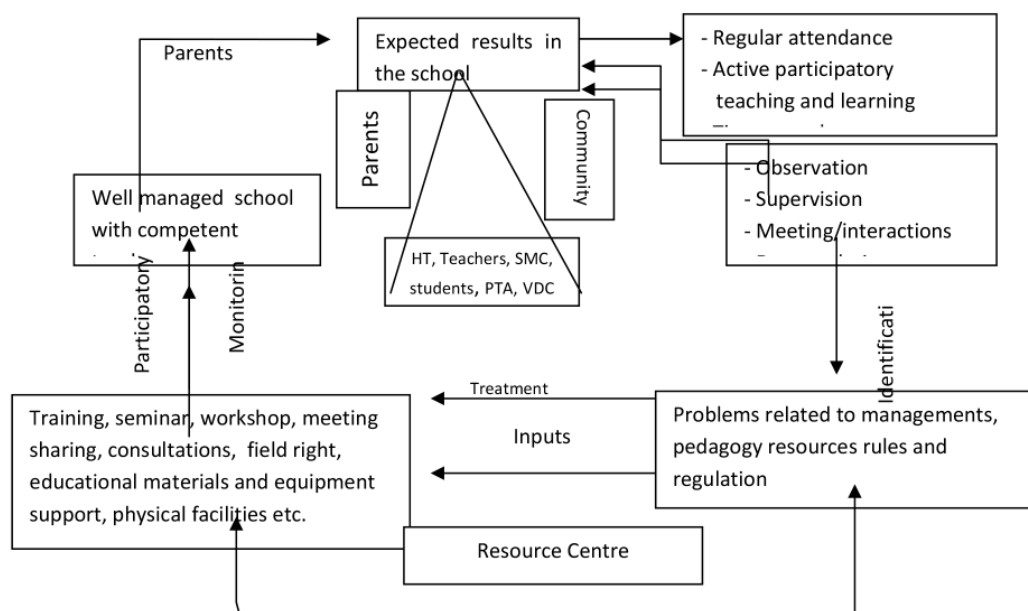 Parents
Expected results in
the school
- Regular attendance
- Active participatory
teaching and learning
Parents
Community
- Observation
- Supervision
- Meeting/interactions
Well managed school
with competent
HT, Teachers, SMC,
students, PTA, VDC
Participatory
Monitorin
Identificati
Treatment
Inputs
Training, seminar, workshop, meeting
sharing, consultations, field right,
educational materials and equipment
support, physical facilities etc.
Problems related to managements,
pedagogy resources rules and
regulation
Resource Centre